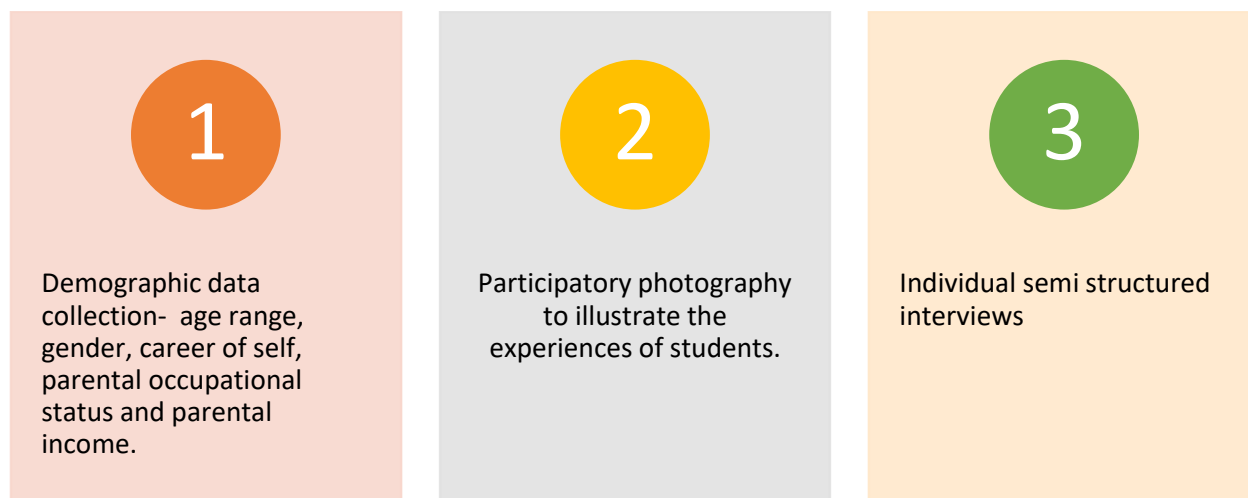 1
Demographic data
collection-  age range,
gender, career of self,
parental occupational
status and parental
income.
2
Participatory photography
to illustrate the
experiences of students.
3
Individual semi structured
interviews